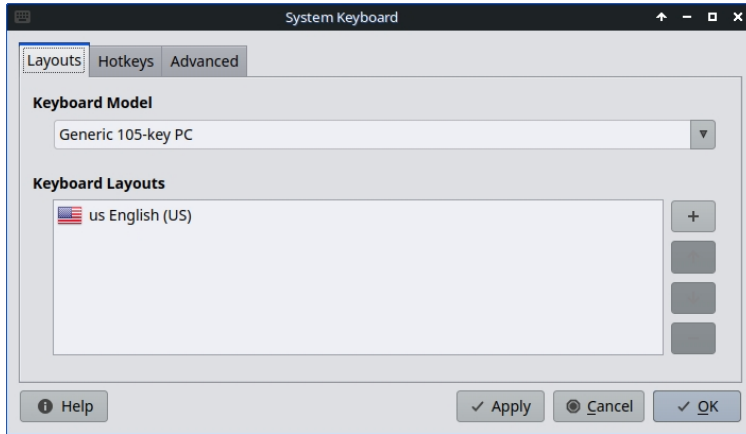 System Keyboard
Layouts Hotkeys Advanced
Keyboard Model
Generic 105-key PC
Keyboard Layouts
us English (US)
Help Apply Cancel OK